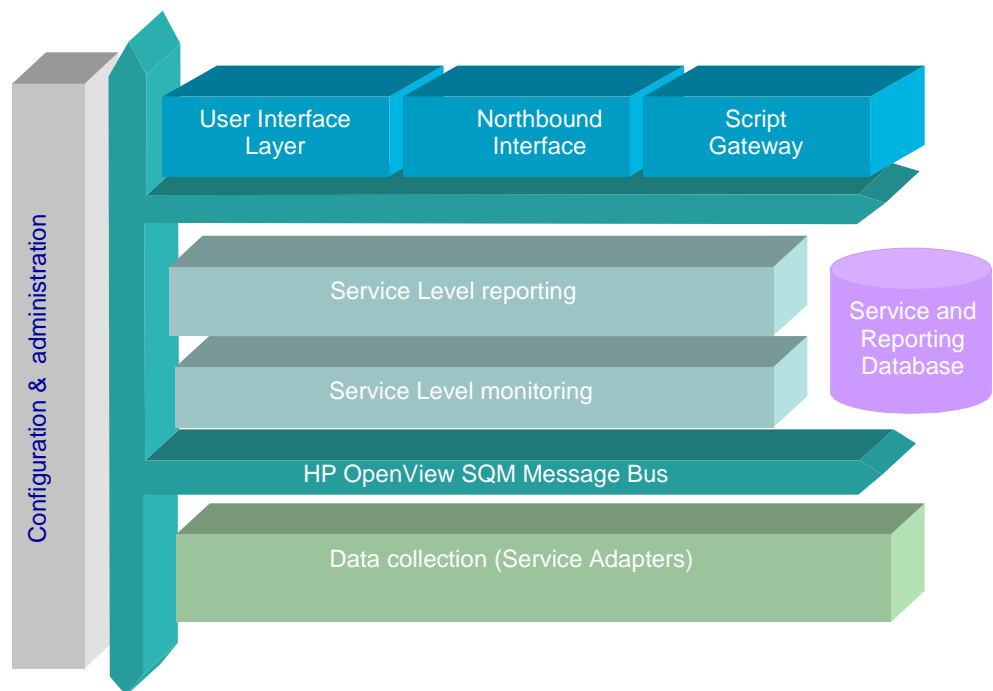 User Interface
Layer
Northbound
Interface
Script
Gateway
Configuration & administration
Service Level reporting
Service and
Reporting
Database
Service Level monitoring
HP OpenView SQM Message Bus
Data collection (Service Adapters)